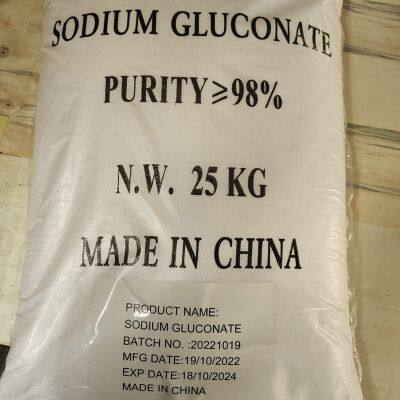 SODIUM GLUCONATE
PURITY≥98%
N.W. 25 KG
MADE IN CHINA
PRODUCT NAME:
SODIUM GLUCONATE
BATCH NO. :20221019
MFG DATE:19/10/2022
EXP DATE:18/10/2024
MADE IN CHINA